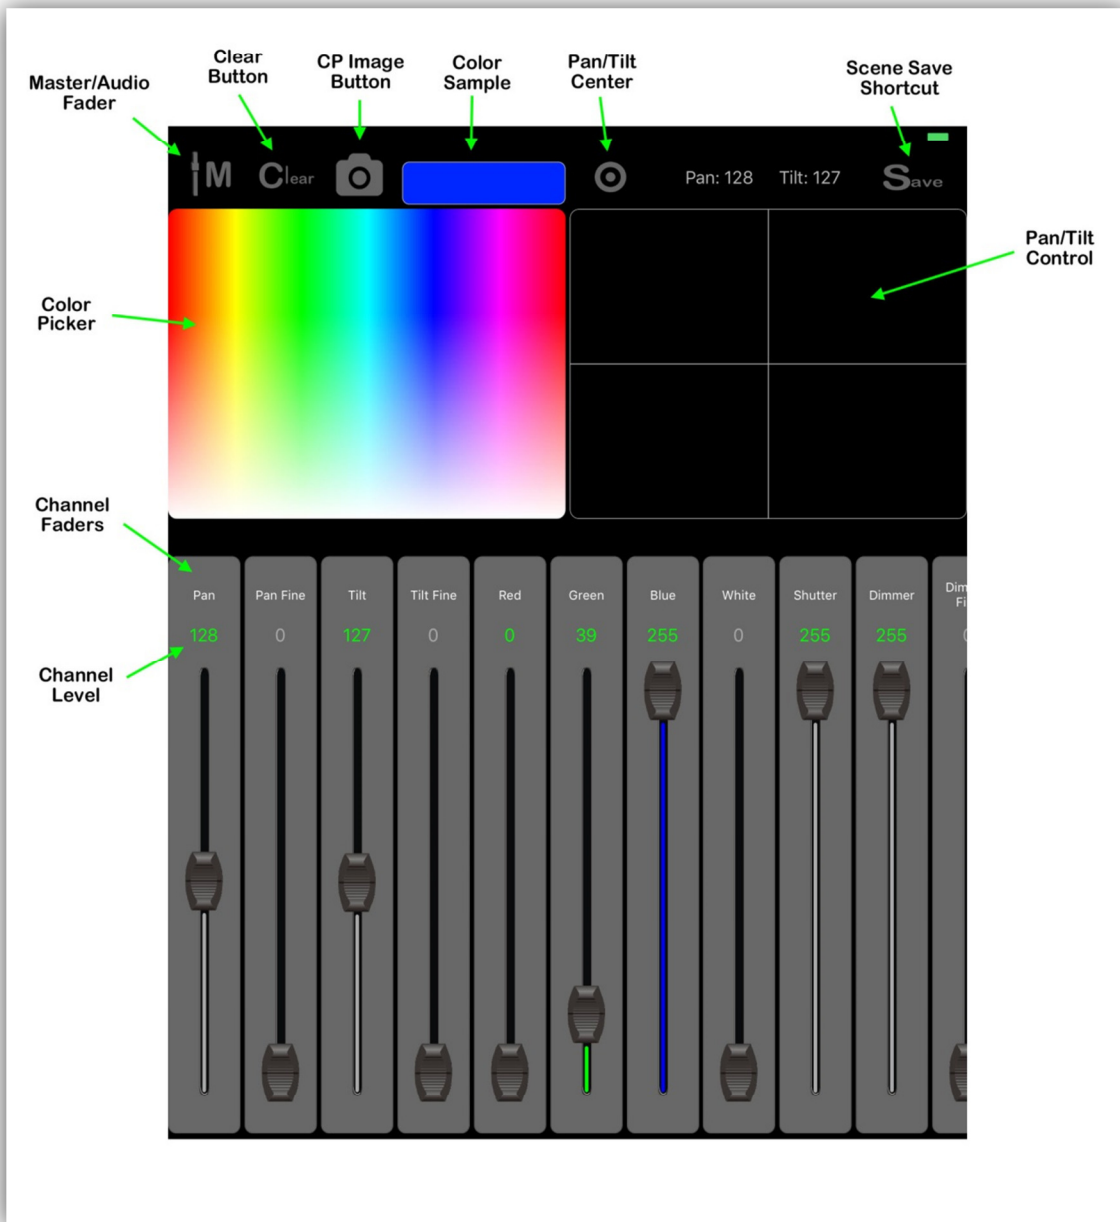 Clear
Button
CP Image
Button
Color
Sample
Pan/Tilt
Center
Scene Save
Shortcut
Master/Audio
Fader
M
Clear
Pan: 128
Tilt: 127
Save
Pan/Tilt
Control
Color
Picker
Channel
Faders
Pan
Pan Fine
Tilt
Tilt Fine
Red
Green
Blue
White
Shutter
Dimmer
Dim
Fi
128
0
127
0
0
39
255
0
255
255
Channel
Level